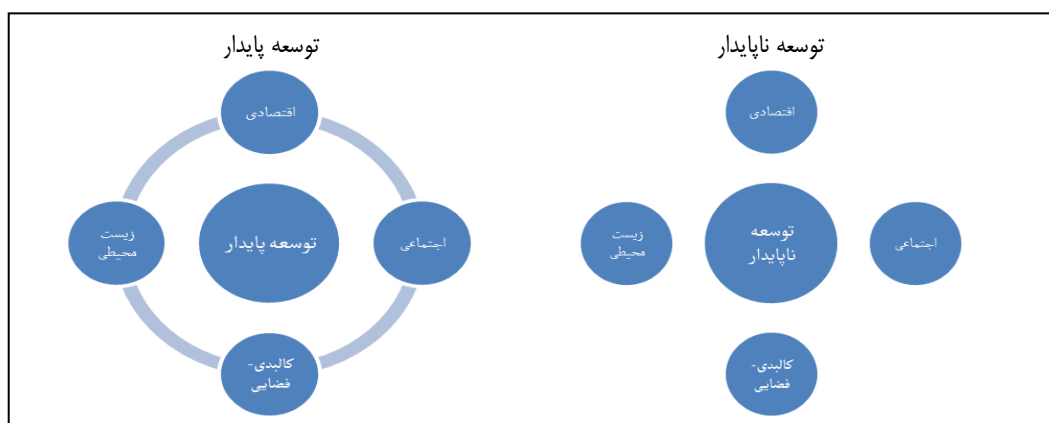 توسعه ناپایدار
اقتصادی
اجتماعی
توسعه
ناپایدار
زیست
محیطی
کالبدی-
فضایی
توسعه پایدار
اقتصادی
اجتماعی
توسعه پایدار
زیست
محیطی
کالبدی-
فضایی